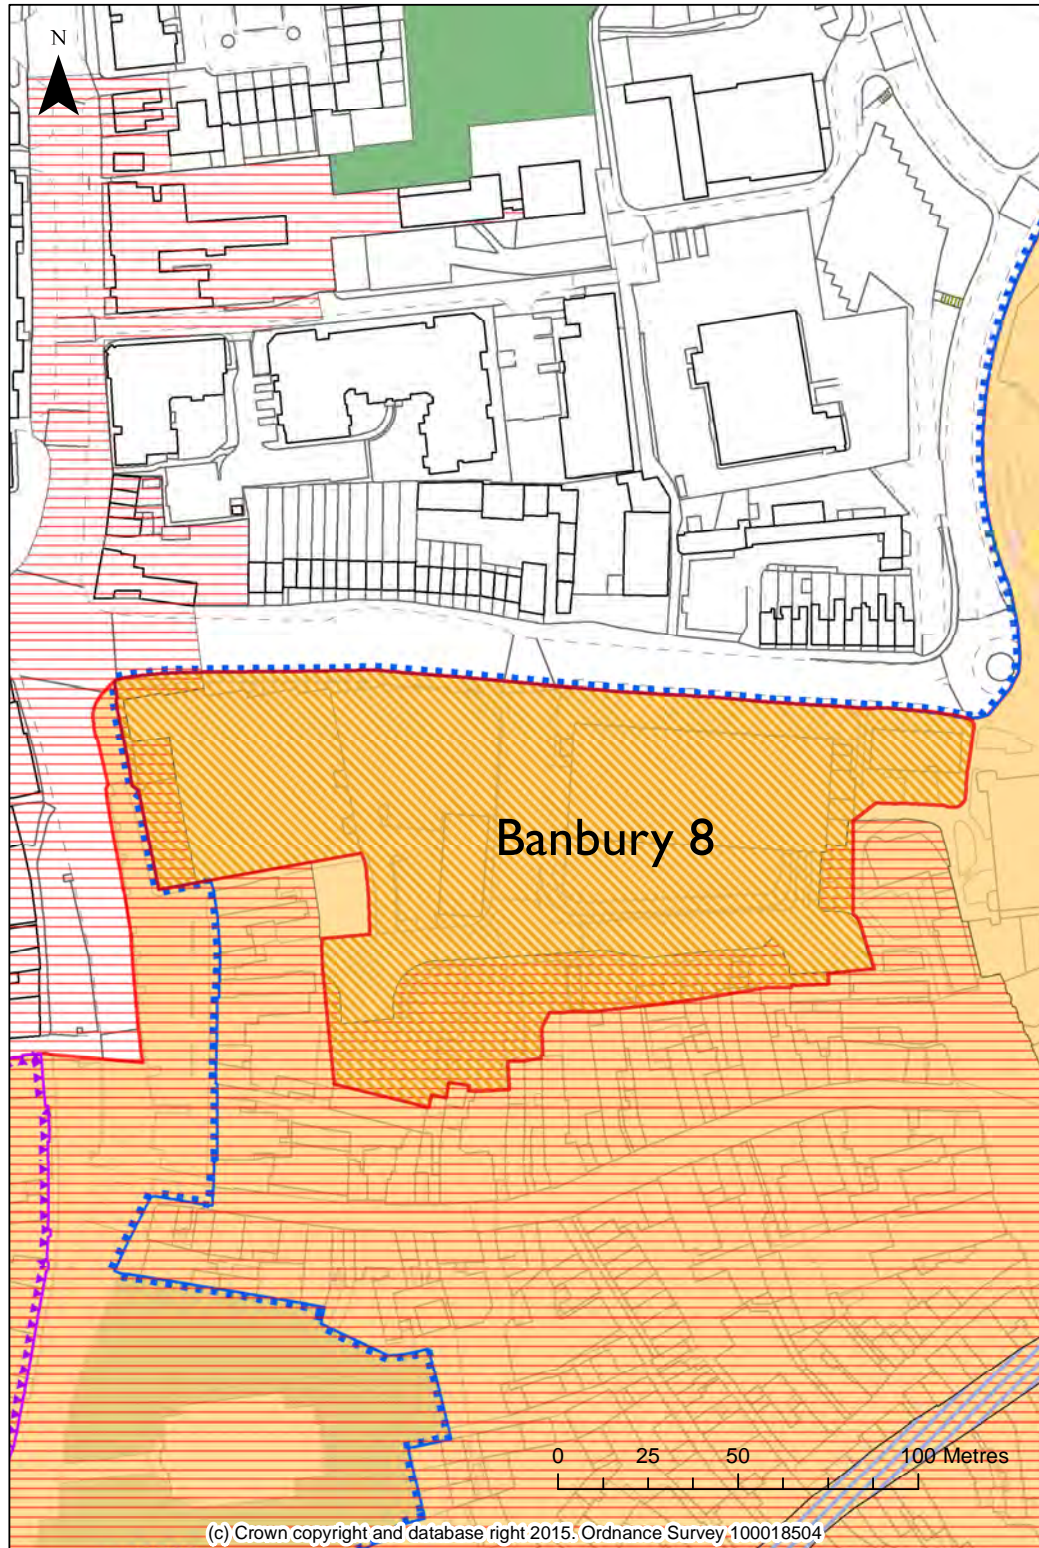 N
Banbury 8
0 25 50 100 Metres
(c) Crown copyright and database right 2015. Ordnance Survey 100018504